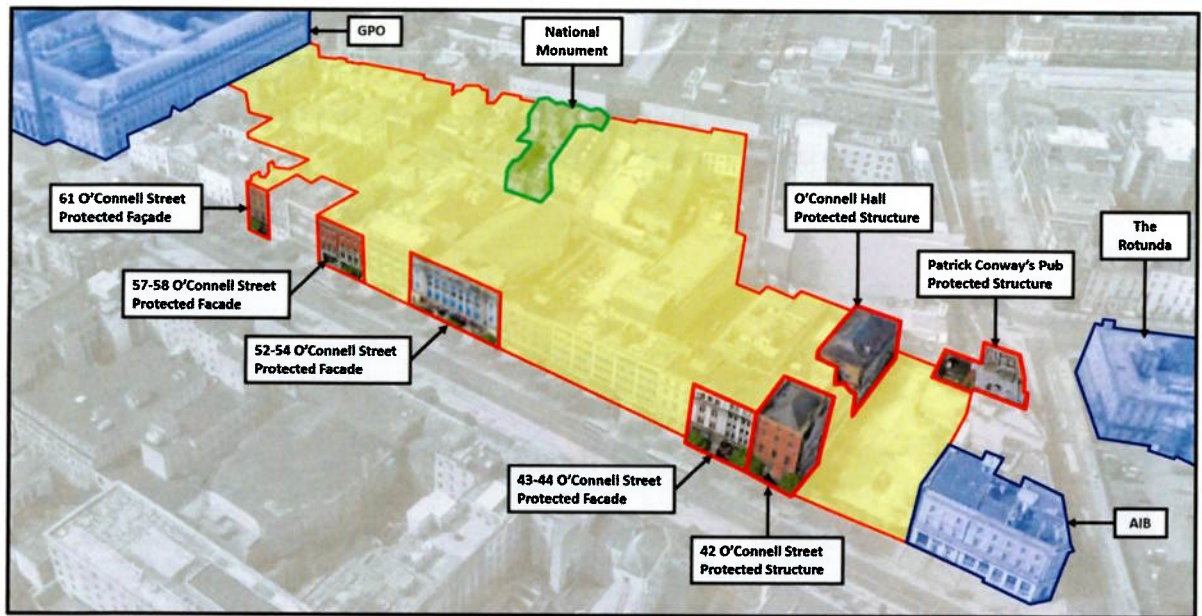 GPO
National
Monument
61 O'Connell Street
Protected Façade
57-58 O'Connell Street
Protected Facade
52-54 O'Connell Street
Protected Facade
43-44 O'Connell Street
Protected Facade
42 O'Connell Street
Protected Structure
O'Connell Hall
Protected Structure
Patrick Conway's Pub
Protected Structure
The
Rotunda
AIB